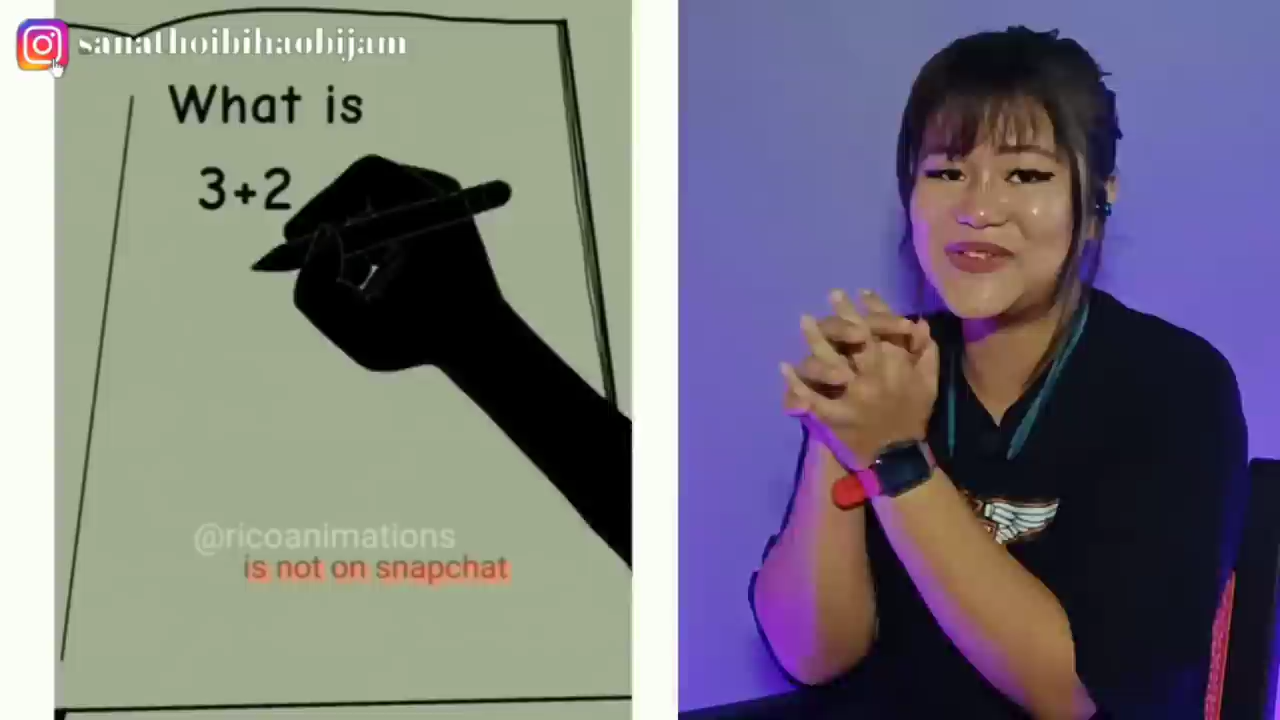 sanathoibihaobijam
What is
3+2
@ricoanimations
is not on snapchat